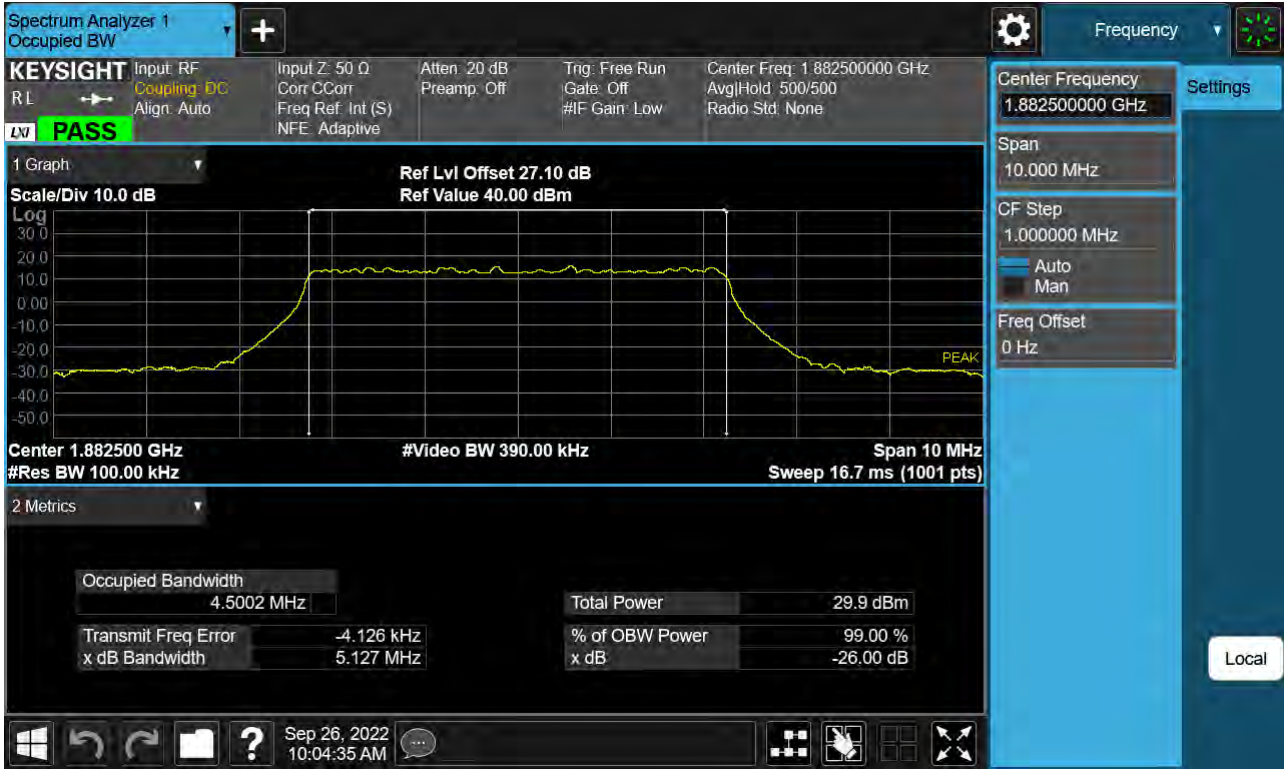 Spectrum Analyzer 1
Occupied BW
Frequency
KEYSIGHT
RL
LXI
PASS
Input: RF
Coupling: DC
Align: Auto
Input Z: 50 Ω
Corr CCorr
Freq Ref: Int (S)
NFE: Adaptive
Atten: 20 dB
Preamp: Off
Trig: Free Run
Gate: Off
#IF Gain: Low
Center Freq: 1.882500000 GHz
Avg|Hold: 500/500
Radio Std: None
Center Frequency
1.882500000 GHz
Settings
Span
10.000 MHz
CF Step
1.000000 MHz
Auto
Man
Freq Offset
0 Hz
Local
1 Graph
Scale/Div 10.0 dB
Ref Lvl Offset 27.10 dB
Ref Value 40.00 dBm
Log
30.0
20.0
10.0
0.00
-10.0
-20.0
-30.0
-40.0
-50.0
PEAK
Center 1.882500 GHz
#Video BW 390.00 kHz
Span 10 MHz
#Res BW 100.00 kHz
Sweep 16.7 ms (1001 pts)
2 Metrics
Occupied Bandwidth
4.5002 MHz
Total Power 29.9 dBm
Transmit Freq Error -4.126 kHz
% of OBW Power 99.00 %
x dB Bandwidth 5.127 MHz
x dB -26.00 dB
?
Sep 26, 2022
10:04:35 AM